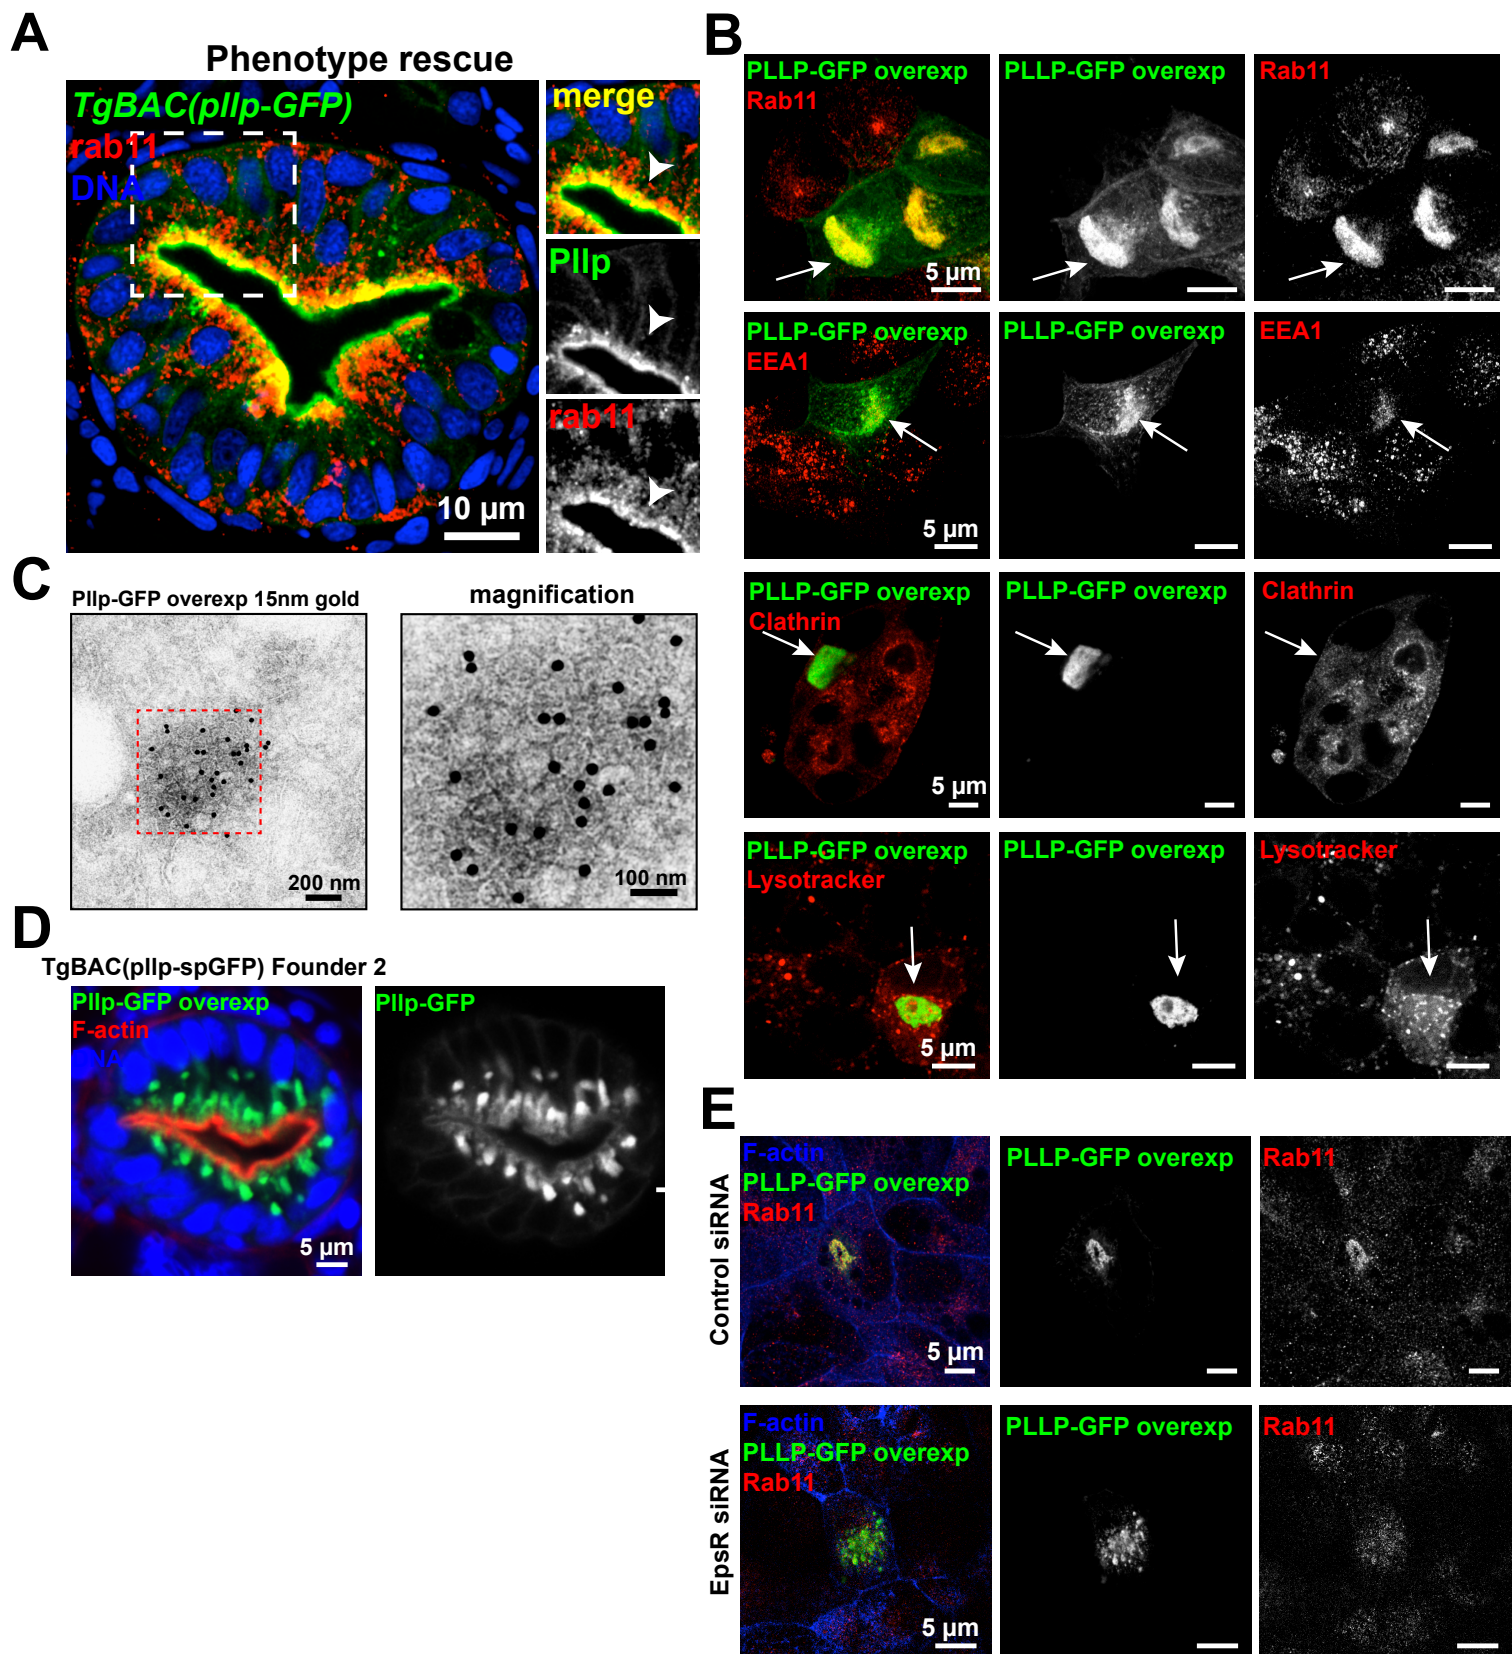 A
Phenotype rescue
TgBAC(pllp-GFP)
rab11
DNA
merge
Pllp
rab11
10 µm
B
PLLP-GFP overexp
Rab11
5 µm
PLLP-GFP overexp
Rab11
PLLP-GFP overexp
EEA1
5 µm
PLLP-GFP overexp
EEA1
PLLP-GFP overexp
Clathrin
5 µm
PLLP-GFP overexp
Clathrin
PLLP-GFP overexp
Lysotracker
5 µm
PLLP-GFP overexp
Lysotracker
C
Pllp-GFP overexp 15nm gold
200 nm
magnification
100 nm
D
TgBAC(pllp-spGFP) Founder 2
Pllp-GFP overexp
F-actin
DNA
5 µm
Pllp-GFP
E
Control siRNA
F-actin
PLLP-GFP overexp
Rab11
5 µm
PLLP-GFP overexp
Rab11
EpsR siRNA
F-actin
PLLP-GFP overexp
Rab11
5 µm
PLLP-GFP overexp
Rab11